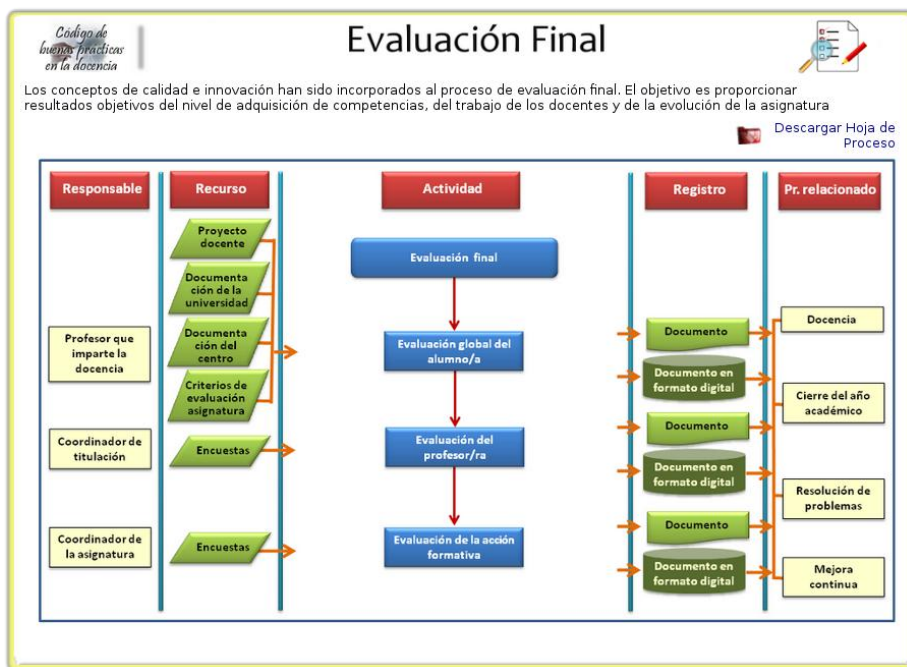 Código de
buenas prácticas
en la docencia
Evaluación Final
Los conceptos de calidad e innovación han sido incorporados al proceso de evaluación final. El objetivo es proporcionar
resultados objetivos del nivel de adquisición de competencias, del trabajo de los docentes y de la evolución de la asignatura
Descargar Hoja de
Proceso
Responsable
Recurso
Actividad
Registro
Pr. relacionado
Profesor que
imparte la
docencia
Coordinador de
titulación
Coordinador de
la asignatura
Proyecto
docente
Documenta
ción de la
universidad
Documenta
ción del
centro
Criterios de
evaluación
asignatura
Encuestas
Encuestas
Evaluación final
Evaluación global del
alumno/a
Evaluación del
profesor/ra
Evaluación de la acción
formativa
Documento
Documento en
formato digital
Documento
Documento en
formato digital
Documento
Documento en
formato digital
Docencia
Cierre del año
académico
Resolución de
problemas
Mejora
continua